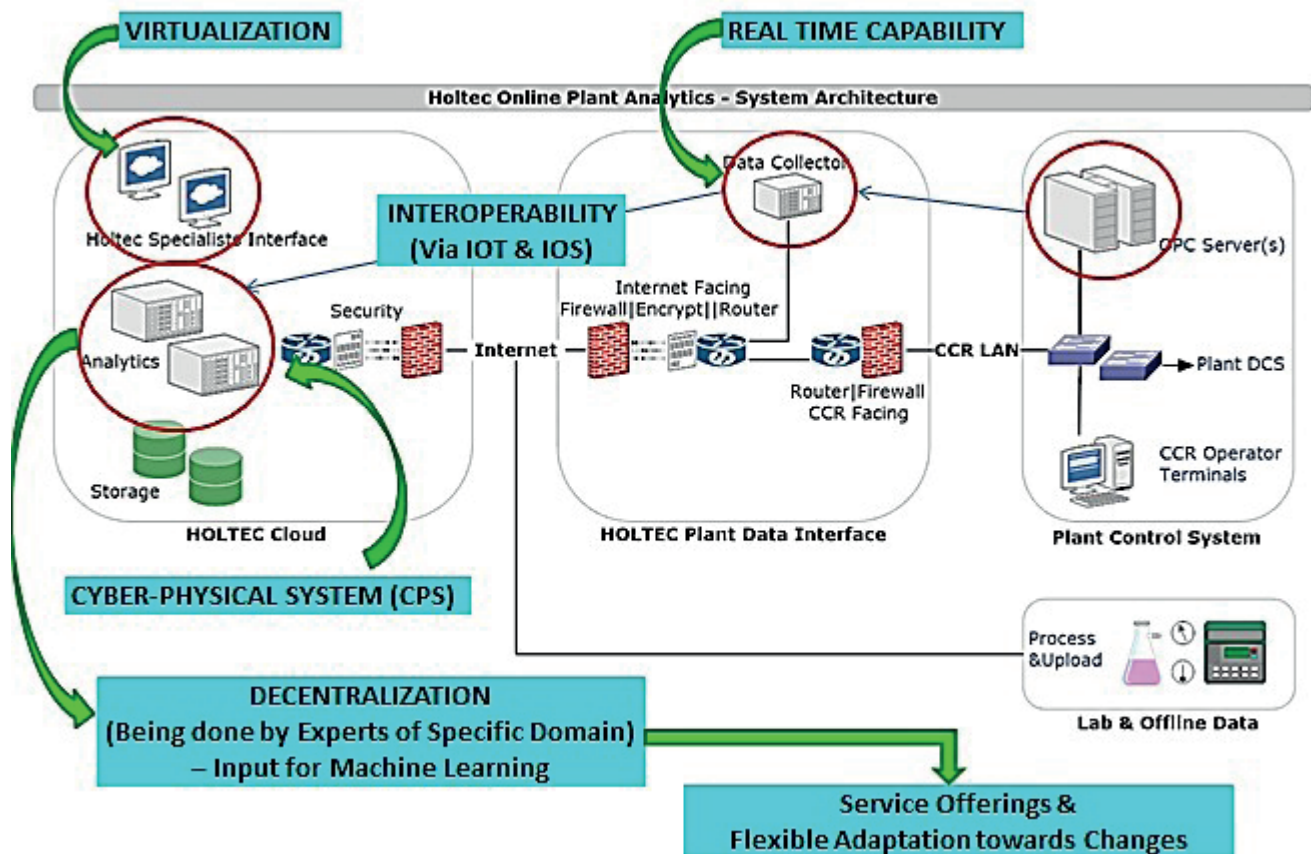 VIRTUALIZATION
REAL TIME CAPABILITY
Holtec Online Plant Analytics - System Architecture
Holtec Specialists Interface
Data Collector
OPC Server(s)
INTEROPERABILITY
(Via IOT & IOS)
Analytics
Security
Internet
Internet Facing
Firewall|Encrypt||Router
Router|Firewall
CCR Facing
CCR LAN
Plant DCS
CCR Operator
Terminals
Storage
HOLTEC Cloud
HOLTEC Plant Data Interface
Plant Control System
CYBER-PHYSICAL SYSTEM (CPS)
Process
&Upload
Lab & Offline Data
DECENTRALIZATION
(Being done by Experts of Specific Domain)
– Input for Machine Learning
Service Offerings &
Flexible Adaptation towards Changes